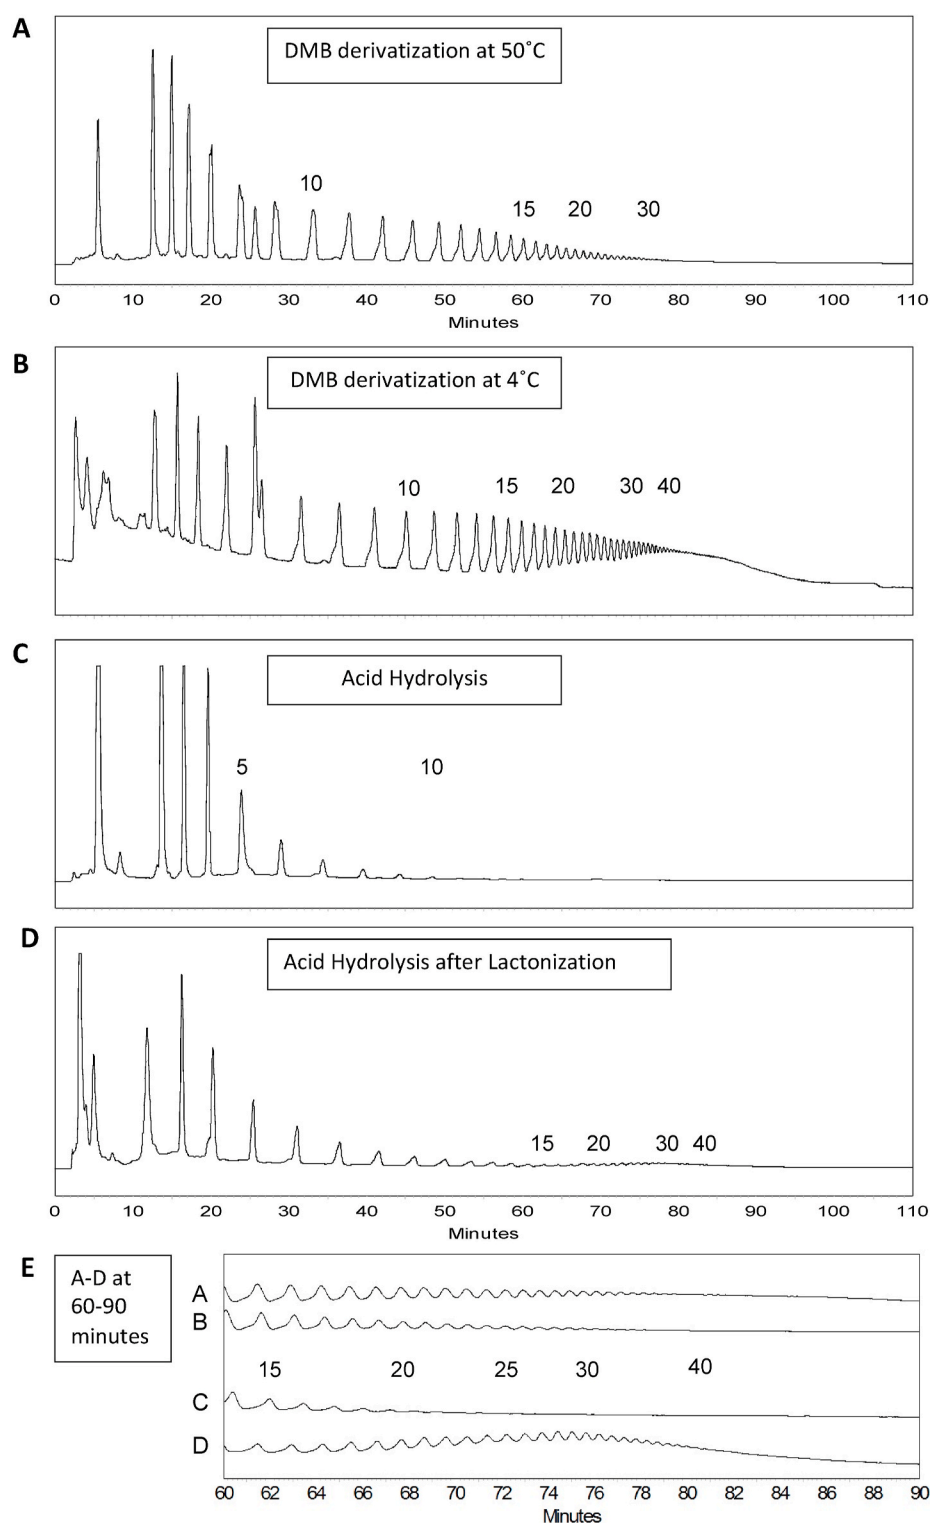 A
DMB derivatization at 50˚C
10
15 20 30
0 10 20 30 40 50 60 70 80 90 100 110
Minutes
B
DMB derivatization at 4˚C
10 15 20 30 40
C
Acid Hydrolysis
5 10
D
Acid Hydrolysis after Lactonization
15 20 30 40
0 10 20 30 40 50 60 70 80 90 100 110
Minutes
E
A-D at
60-90
minutes
A
B
15 20 25 30 40
C
D
60 62 64 66 68 70 72 74 76 78 80 82 84 86 88 90
Minutes